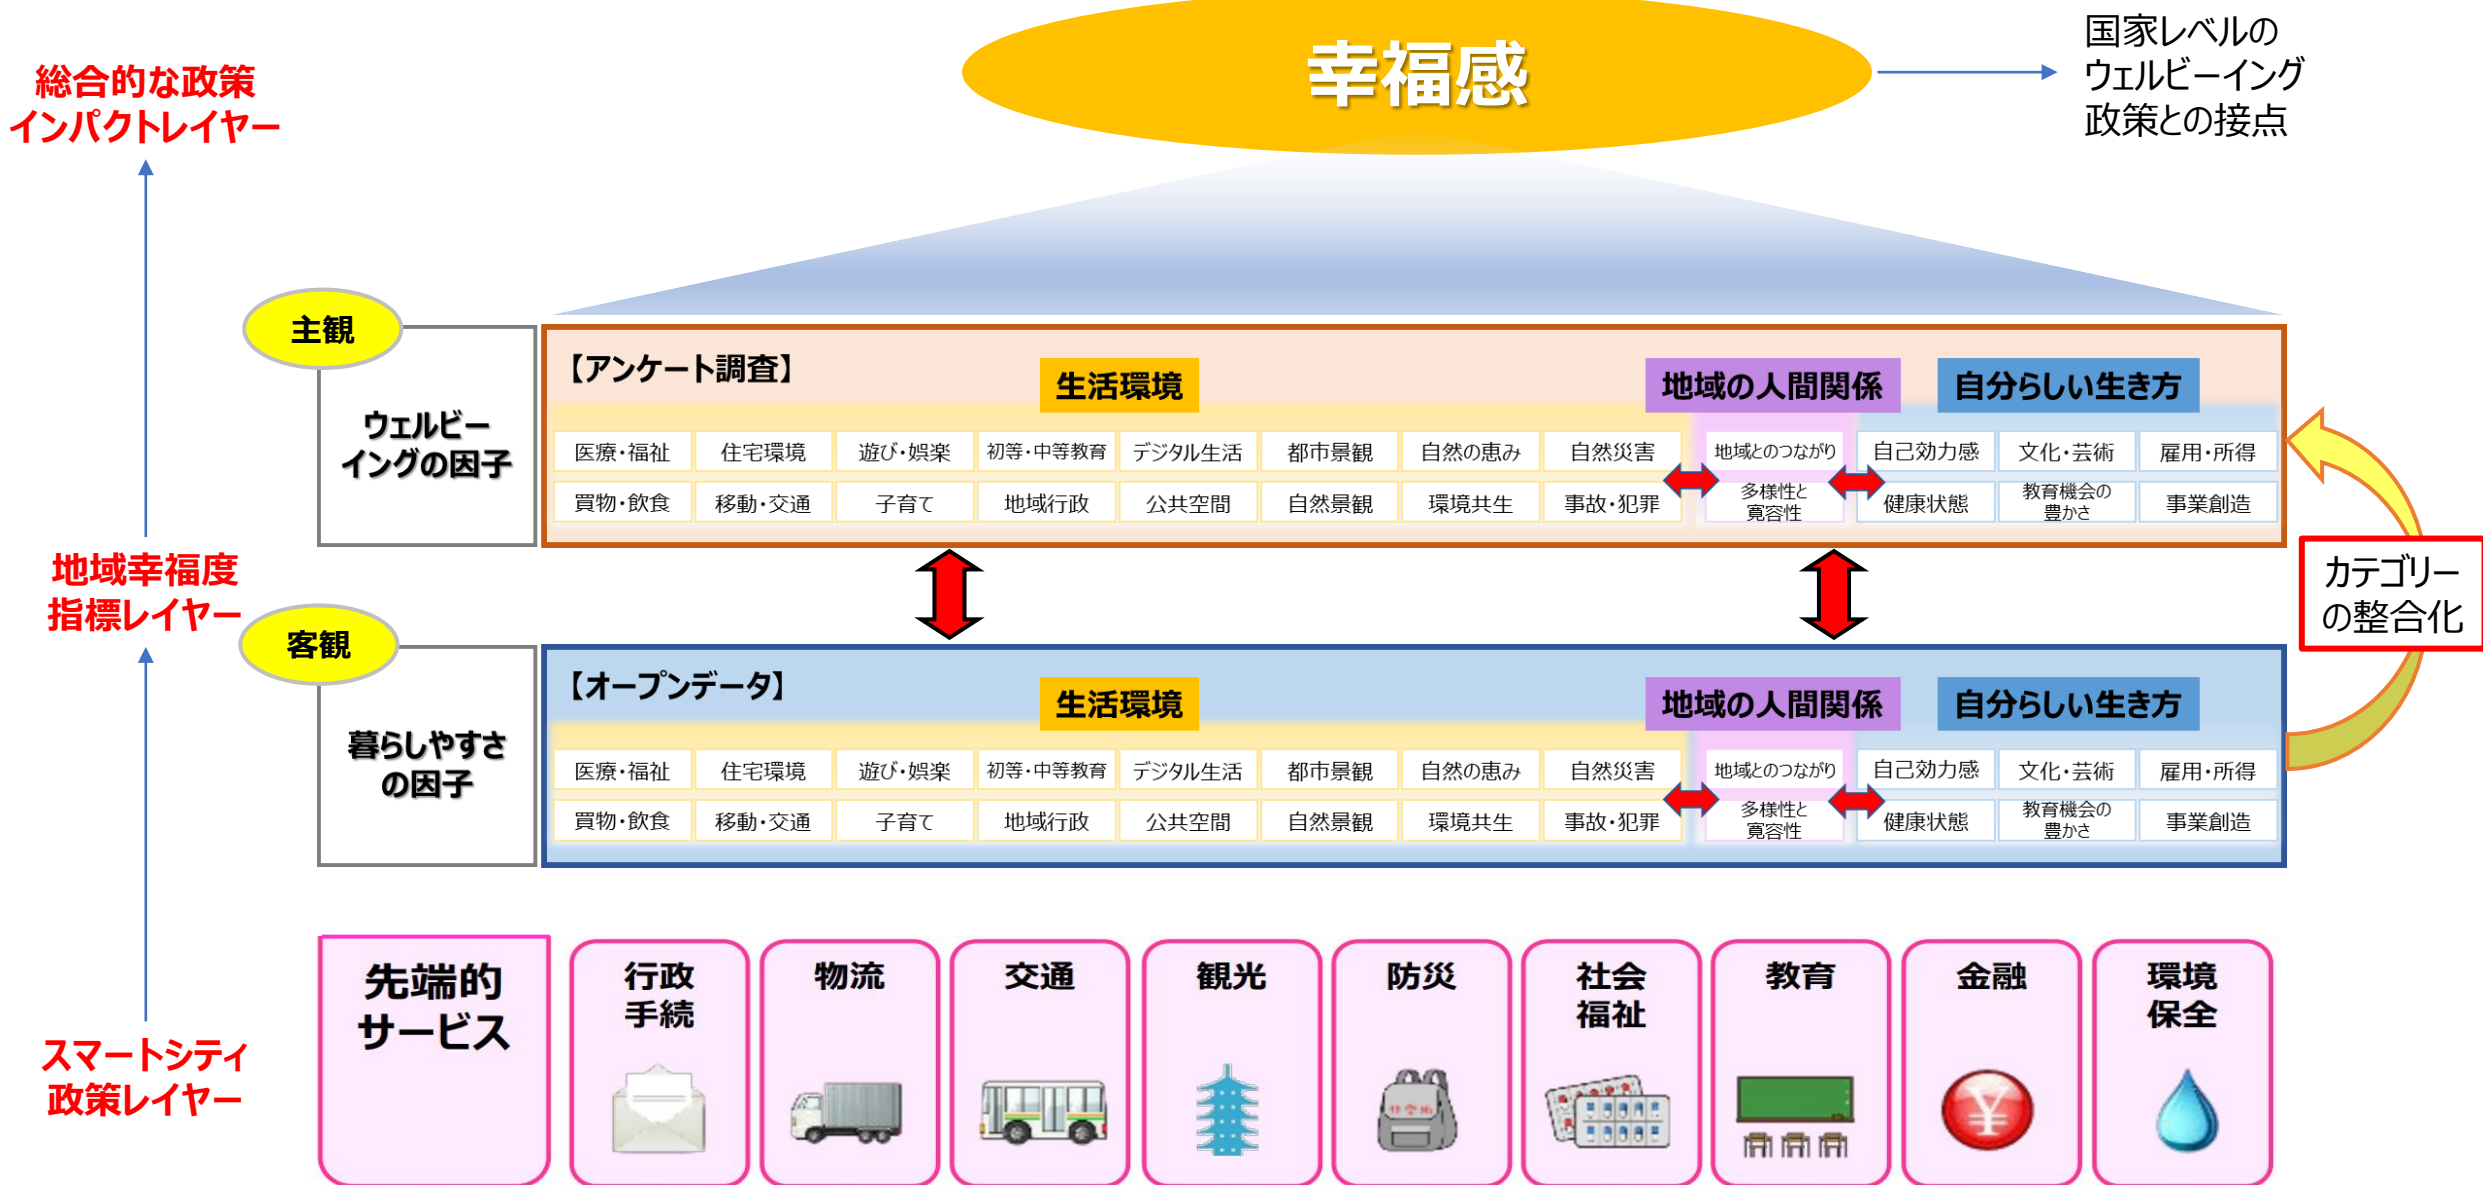 幸福感
国家レベルの
ウェルビーイング
政策との接点
総合的な政策
インパクトレイヤー
主観
ウェルビー
イングの因子
【アンケート調査】
生活環境
地域の人間関係
自分らしい生き方
医療・福祉
住宅環境
遊び・娯楽
初等・中等教育
デジタル生活
都市景観
自然の恵み
自然災害
地域とのつながり
自己効力感
文化・芸術
雇用・所得
買物・飲食
移動・交通
子育て
地域行政
公共空間
自然景観
環境共生
事故・犯罪
多様性と
寛容性
健康状態
教育機会の
豊かさ
事業創造
地域幸福度
指標レイヤー
カテゴリー
の整合化
客観
暮らしやすさ
の因子
【オープンデータ】
生活環境
地域の人間関係
自分らしい生き方
医療・福祉
住宅環境
遊び・娯楽
初等・中等教育
デジタル生活
都市景観
自然の恵み
自然災害
地域とのつながり
自己効力感
文化・芸術
雇用・所得
買物・飲食
移動・交通
子育て
地域行政
公共空間
自然景観
環境共生
事故・犯罪
多様性と
寛容性
健康状態
教育機会の
豊かさ
事業創造
スマートシティ
政策レイヤー
先端的
サービス
行政
手続
物流
交通
観光
防災
社会
福祉
教育
金融
環境
保全